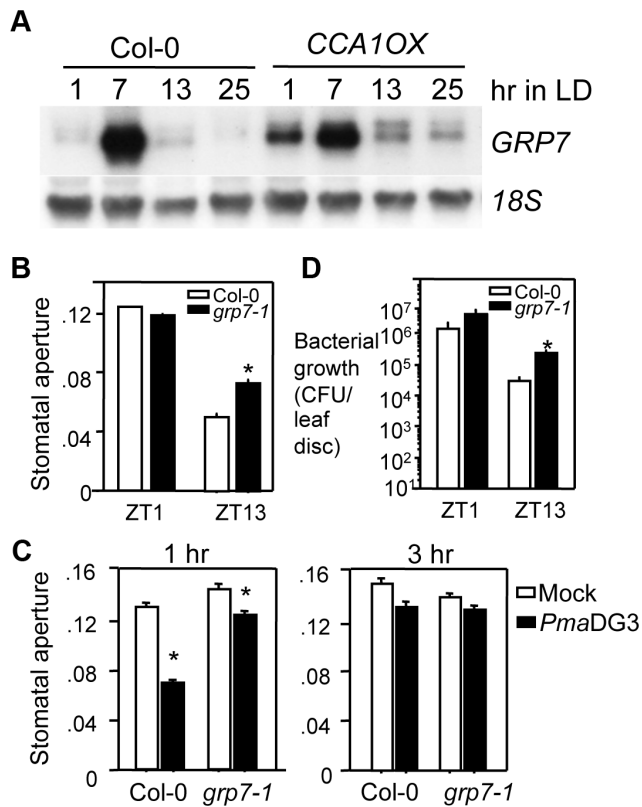 A
Col-0 CCA1OX
1 7 13 25 1 7 13 25 hr in LD
GRP7
18S
B
Stomatal aperture
.12
.08
.04
0
Col-0
grp7-1
*
ZT1 ZT13
D
Bacterial
growth
(CFU/
leaf
disc)
10⁷
10⁶
10⁵
10⁴
10³
10²
10¹
Col-0
grp7-1
*
ZT1 ZT13
C
1 hr
Stomatal aperture
.16
.12
.08
.04
0
*
*
Col-0 grp7-1
3 hr
.16
.12
.08
.04
0
Col-0 grp7-1
Mock
PmaDG3